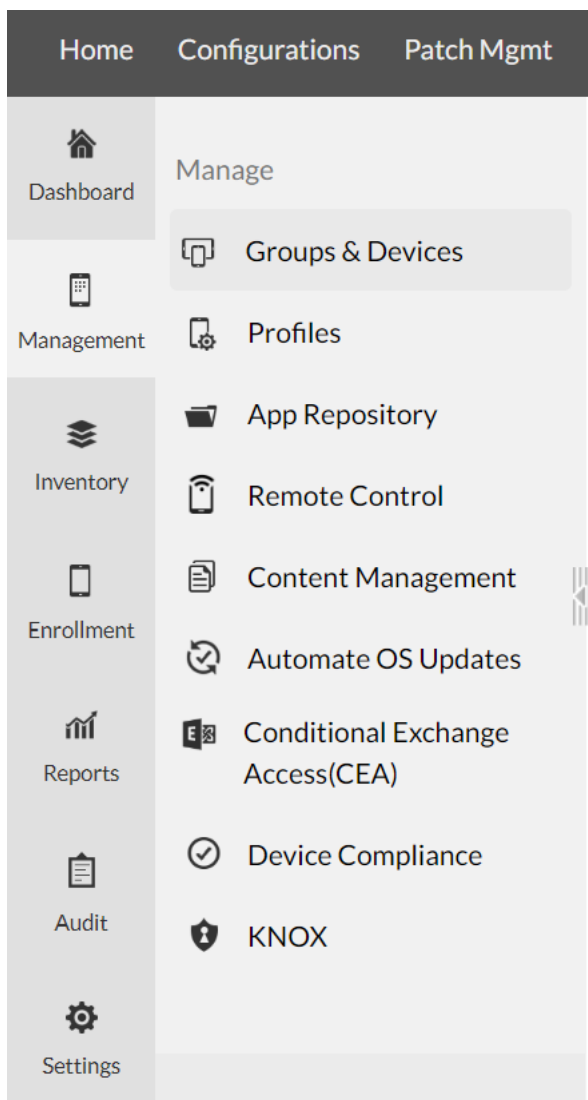 Home Configurations Patch Mgmt
Dashboard
Management
Inventory
Enrollment
Reports
Audit
Settings
Manage
Groups & Devices
Profiles
App Repository
Remote Control
Content Management
Automate OS Updates
Conditional Exchange
Access(CEA)
Device Compliance
KNOX